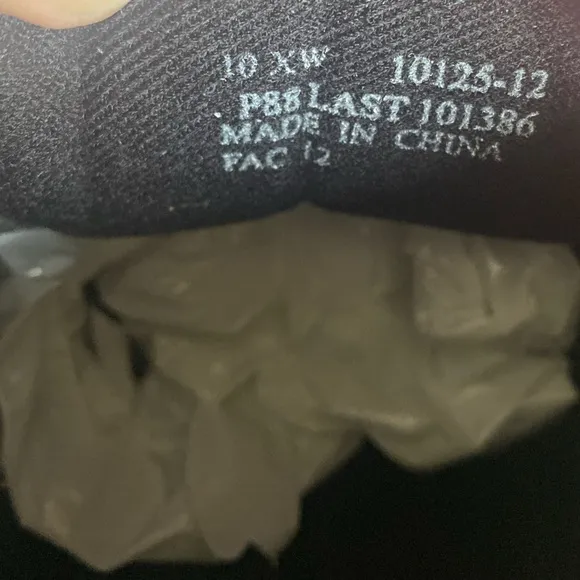 10 XW 10125-12
P88 LAST 101386
MADE IN CHINA
FAC 12